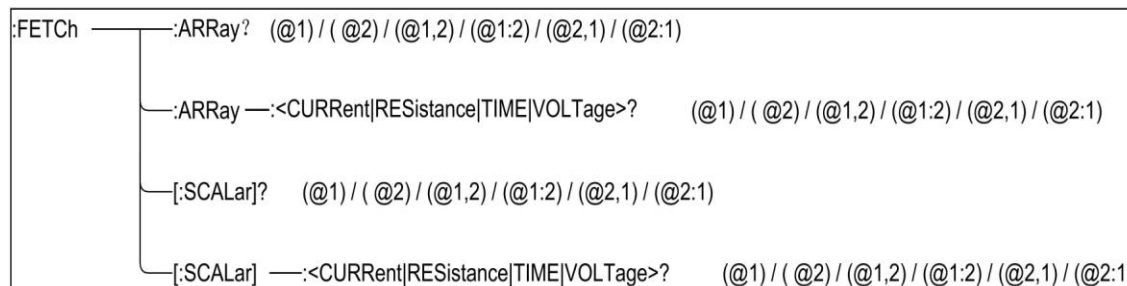 :FETCh :ARRay? (@1) / ( @2) / (@1,2) / (@1:2) / (@2,1) / (@2:1)
:ARRay :<CURRent|RESistance|TIME|VOLTage>? (@1) / ( @2) / (@1,2) / (@1:2) / (@2,1) / (@2:1)
[:SCALar]? (@1) / ( @2) / (@1,2) / (@1:2) / (@2,1) / (@2:1)
[:SCALar] :<CURRent|RESistance|TIME|VOLTage>? (@1) / ( @2) / (@1,2) / (@1:2) / (@2,1) / (@2:1